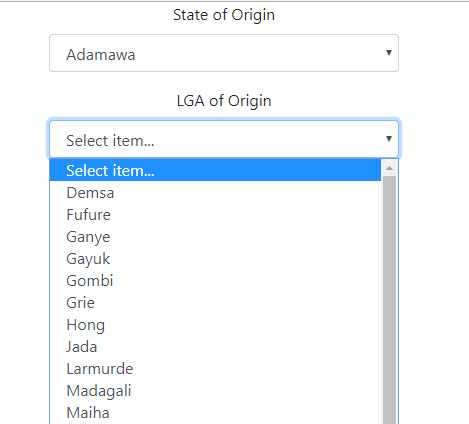 State of Origin
Adamawa
LGA of Origin
Select item...
Select item...
Demsa
Fufure
Ganye
Gayuk
Gombi
Grie
Hong
Jada
Larmurde
Madagali
Maiha